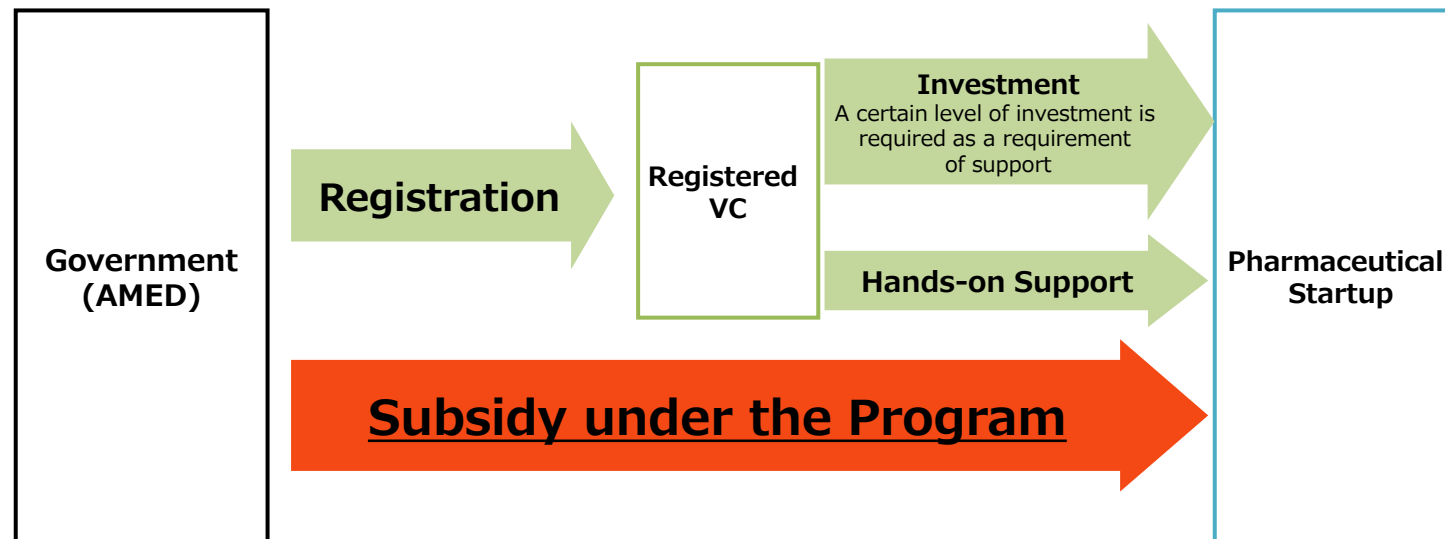 Government
(AMED)
Registration
Registered
VC
Investment
A certain level of investment is
required as a requirement
of support
Hands-on Support
Subsidy under the Program
Pharmaceutical
Startup